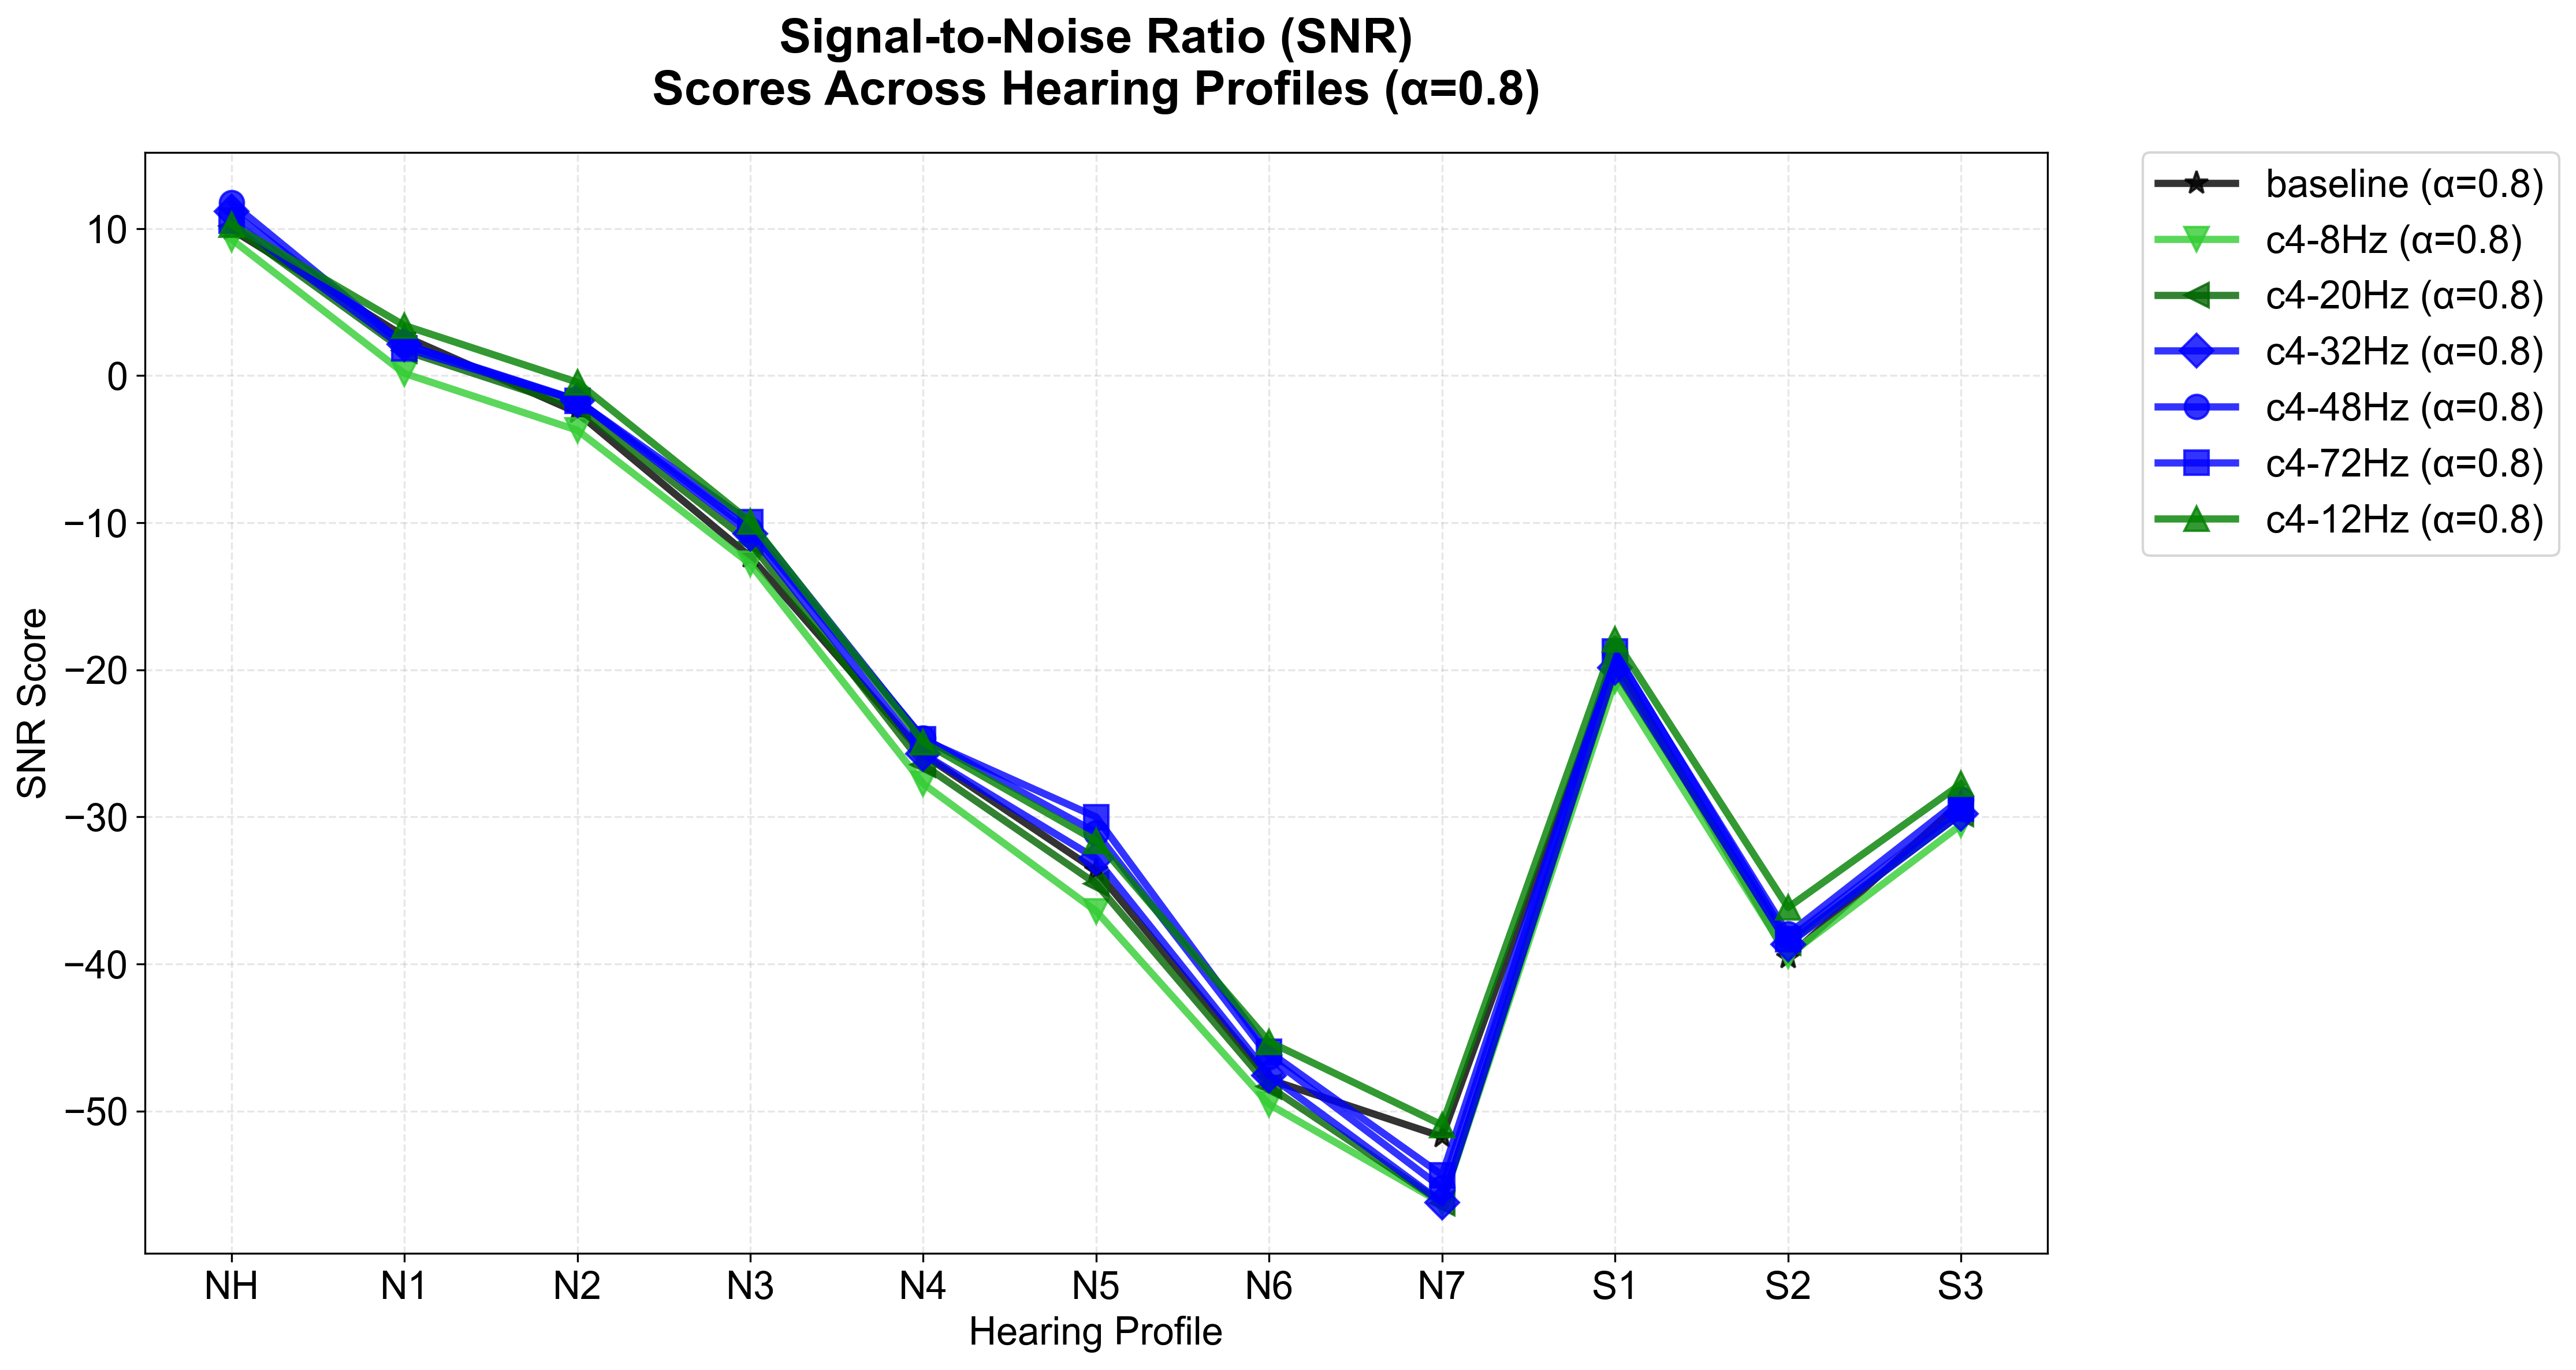 Signal-to-Noise Ratio (SNR)
Scores Across Hearing Profiles (α=0.8)
SNR Score
10
0
−10
−20
−30
−40
−50
NH
N1
N2
N3
N4
N5
N6
N7
S1
S2
S3
Hearing Profile
baseline (α=0.8)
c4-8Hz (α=0.8)
c4-20Hz (α=0.8)
c4-32Hz (α=0.8)
c4-48Hz (α=0.8)
c4-72Hz (α=0.8)
c4-12Hz (α=0.8)